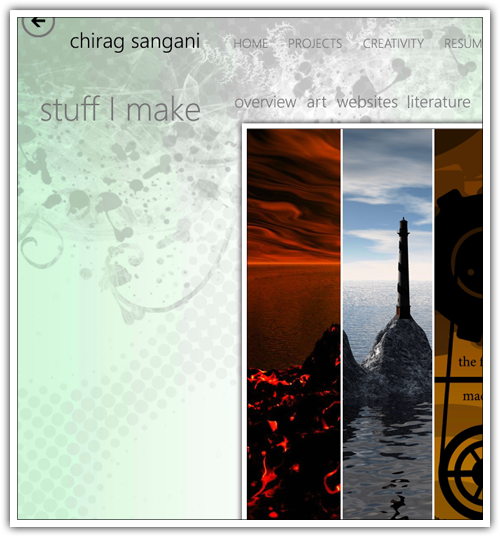 chirag sangani
HOME PROJECTS CREATIVITY RESUM
stuff I make
overview art websites literature
the f
mac